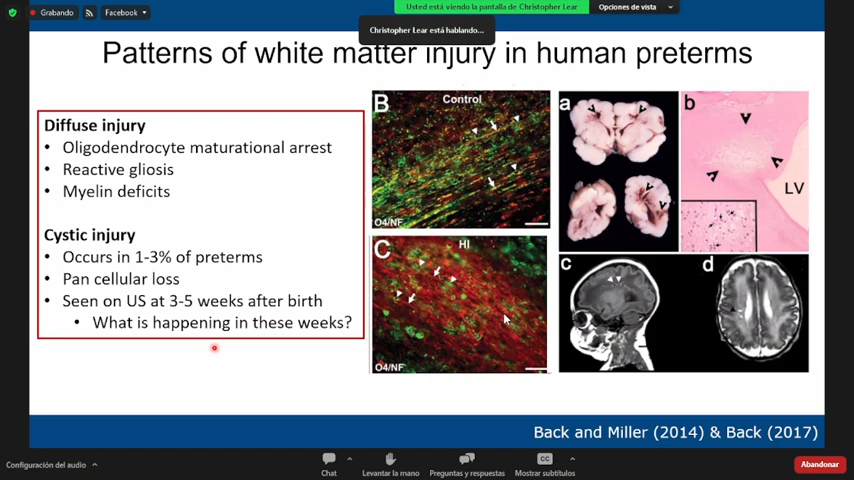 Grabando
Facebook
Usted está viendo la pantalla de Christopher Lear
Opciones de vista
Christopher Lear está hablando...
Patterns of white matter injury in human preterms
Diffuse injury
• Oligodendrocyte maturational arrest
• Reactive gliosis
• Myelin deficits
Cystic injury
• Occurs in 1-3% of preterms
• Pan cellular loss
• Seen on US at 3-5 weeks after birth
• What is happening in these weeks?
B
Control
O4/NF
C
HI
O4/NF
a
b
LV
c
d
Back and Miller (2014) & Back (2017)
Configuración del audio
Chat
Levantar la mano
Preguntas y respuestas
CC
Mostrar subtítulos
Abandonar